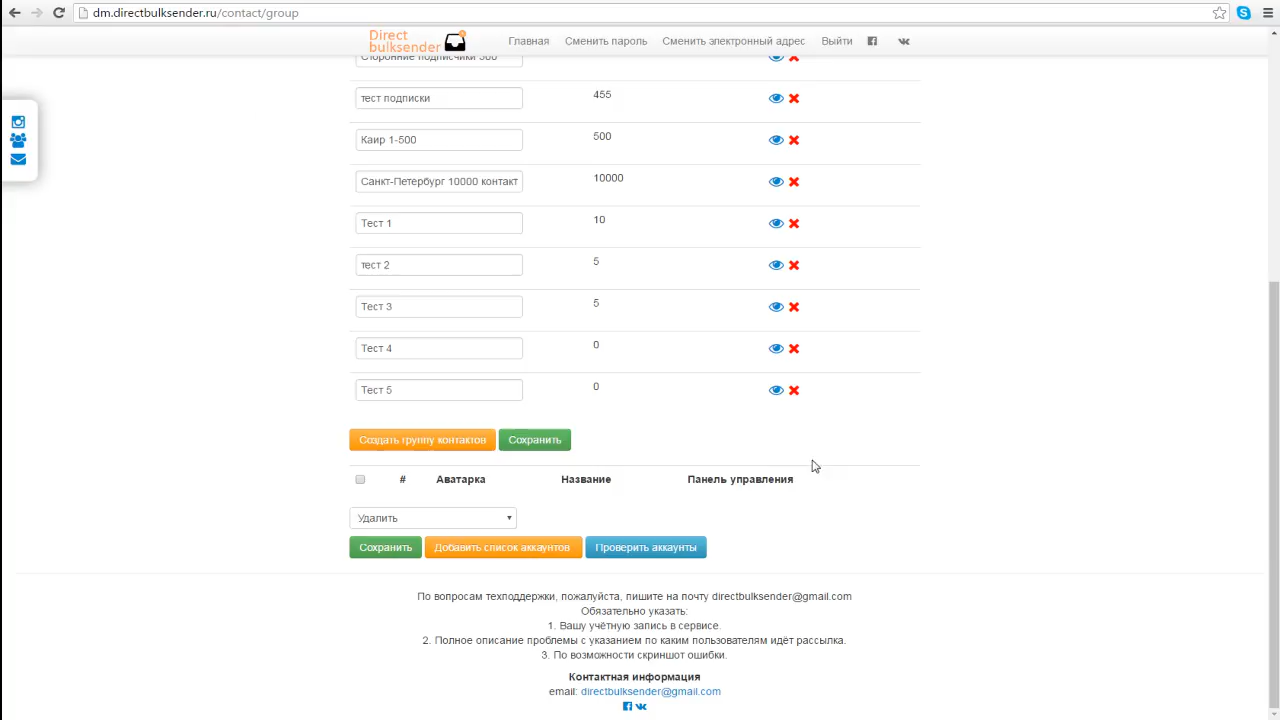 dm.directbulksender.ru/contact/group
Direct bulksender Главная Сменить пароль Сменить электронный адрес Выйти
Сторонние подписчики 500
тест подписки 455
Каир 1-500 500
Санкт-Петербург 10000 контакт 10000
Тест 1 10
тест 2 5
Тест 3 5
Тест 4 0
Тест 5 0
Создать группу контактов Сохранить
# Аватарка Название Панель управления
Удалить
Сохранить Добавить список аккаунтов Проверить аккаунты
По вопросам техподдержки, пожалуйста, пишите на почту directbulksender@gmail.com
Обязательно указать:
1. Вашу учётную запись в сервисе.
2. Полное описание проблемы с указанием по каким пользователям идёт рассылка.
3. По возможности скриншот ошибки.
Контактная информация
email: directbulksender@gmail.com